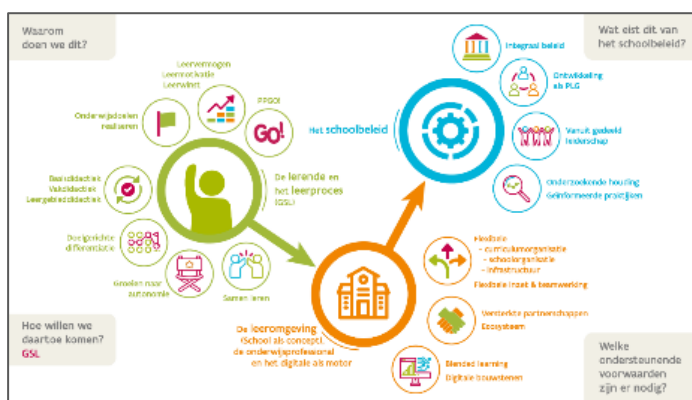 Waarom
doen we dit?
Leervermogen
Leermotivatie
Leerwinst
PPGO!
GO!
Onderwijsdoelen
realiseren
Basisdidactiek
Vakdidactiek
Leergebieddidactiek
Doelgerichte
differentiatie
Groeien naar
autonomie
Samen leren
De lerende en
het leerproces
(GSL)
Hoe willen we
daartoe komen?
GSL
Wat eist dit van
het schoolbeleid?
Integraal beleid
Ontwikkeling
als PLG
Het schoolbeleid
Vanuit gedeeld
leiderschap
Onderzoekende houding
Geïnformeerde praktijken
De leeromgeving
(School als concept),
de onderwijsprofessional
en het digitale als motor
Flexibele
- curriculumorganisatie
- schoolorganisatie
- infrastructuur
Flexibele inzet & teamwerking
Versterkte partnerschappen
Ecosysteem
Blended learning
Digitale bouwstenen
Welke
ondersteunende
voorwaarden
zijn er nodig?